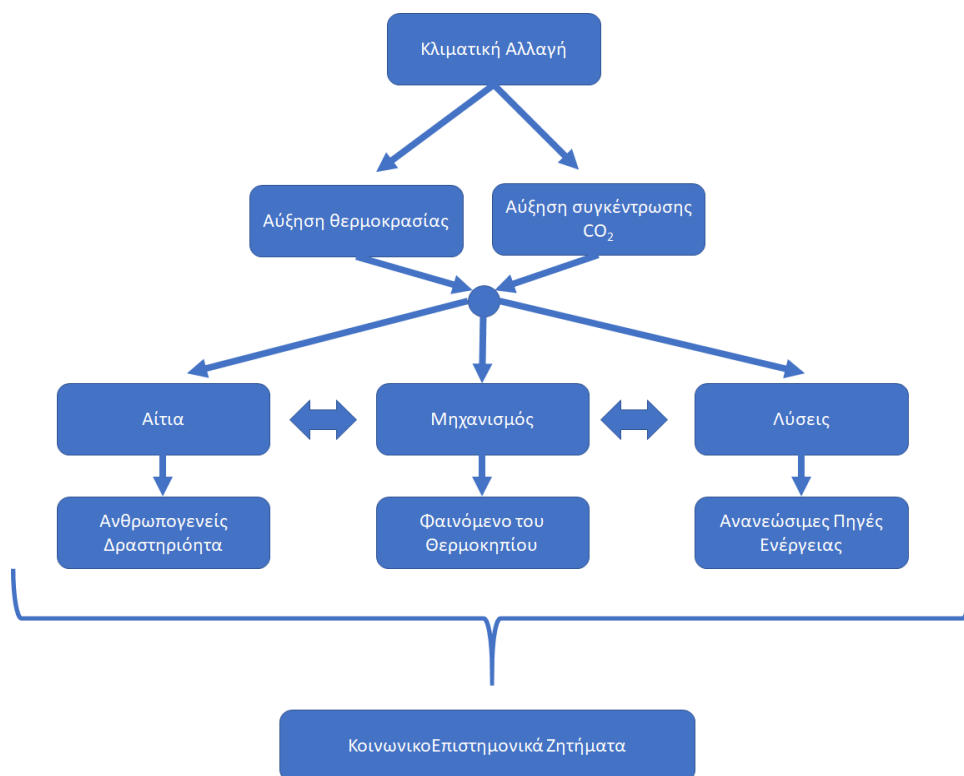 Κλιματική Αλλαγή
Αύξηση θερμοκρασίας
Αύξηση συγκέντρωσης
CO₂
Αίτια
Μηχανισμός
Λύσεις
Ανθρωπογενείς
Δραστηριόητα
Φαινόμενο του
Θερμοκηπίου
Ανανεώσιμες Πηγές
Ενέργειας
ΚοινωνικοΕπιστημονικά Ζητήματα